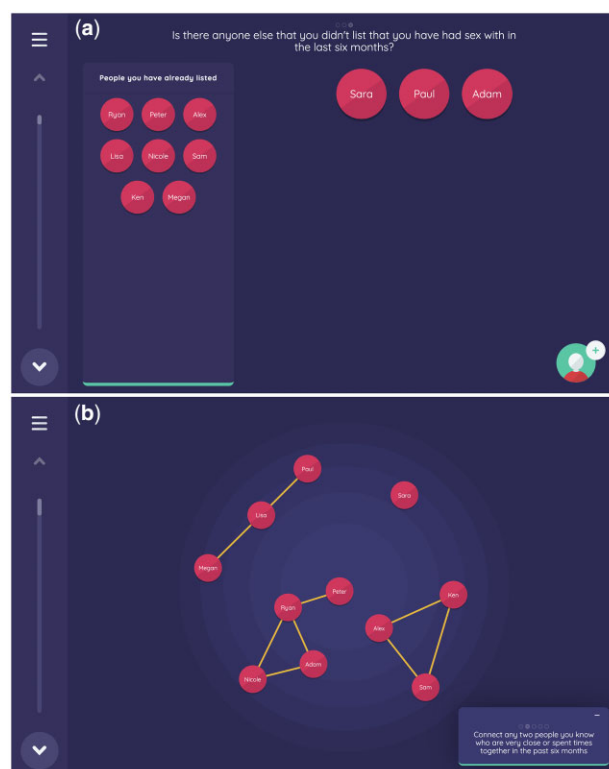 (a)
Is there anyone else that you didn't list that you have had sex with in
the last six months?
People you have already listed
Ryan Peter Alex
Lisa Nicole Sam
Ken Megan
Sara Paul Adam
+
(b)
Paul
Sara
Lisa
Megan
Peter
Ken
Ryan
Alex
Adam
Nicole
Sam
Connect any two people you know
who are very close or spent times
together in the past six months